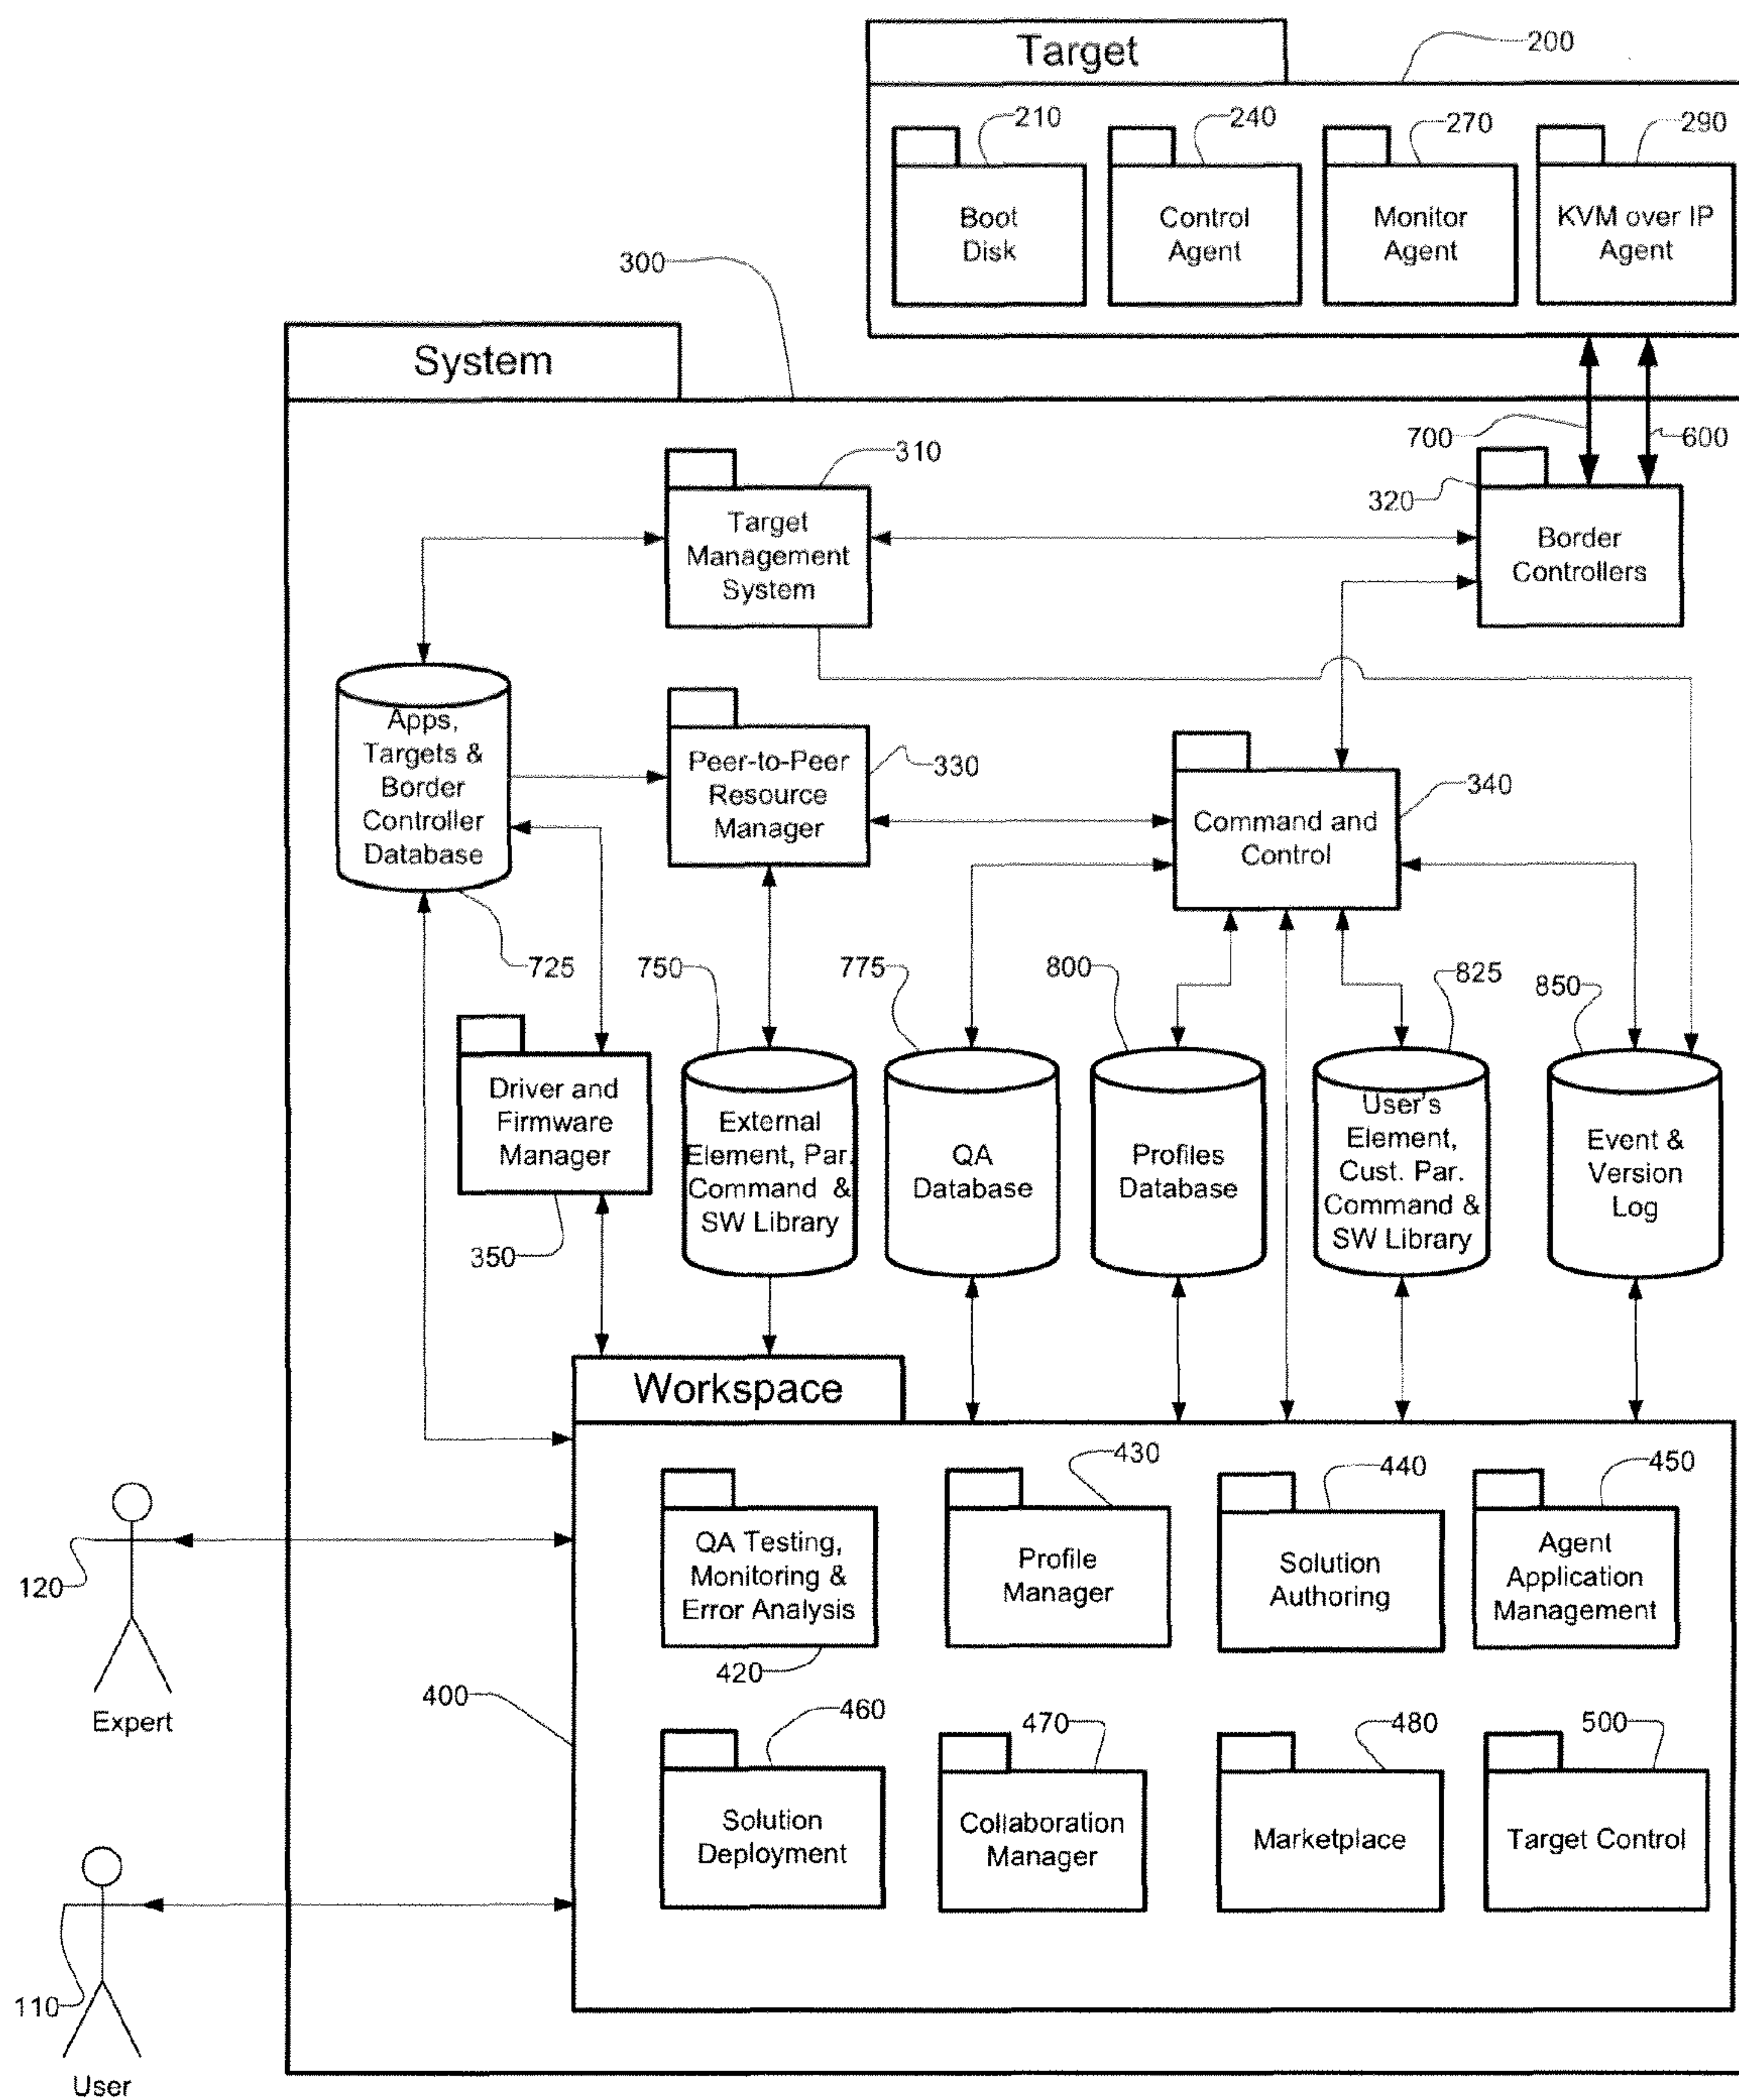 Target
200
210
240
270
290
Boot
Disk
Control
Agent
Monitor
Agent
KVM over IP
Agent
300
System
700
600
310
320
Target
Management
System
Border
Controllers
Apps,
Targets &
Border
Controller
Database
Peer-to-Peer
Resource
Manager
330
340
Command and
Control
725
750
775
800
825
850
Driver and
Firmware
Manager
350
External
Element, Par.
Command &
SW Library
QA
Database
Profiles
Database
User's
Element,
Cust. Par.
Command &
SW Library
Event &
Version
Log
Workspace
430
440
450
QA Testing,
Monitoring &
Error Analysis
420
Profile
Manager
Solution
Authoring
Agent
Application
Management
120
Expert
400
460
470
480
500
Solution
Deployment
Collaboration
Manager
Marketplace
Target Control
110
User